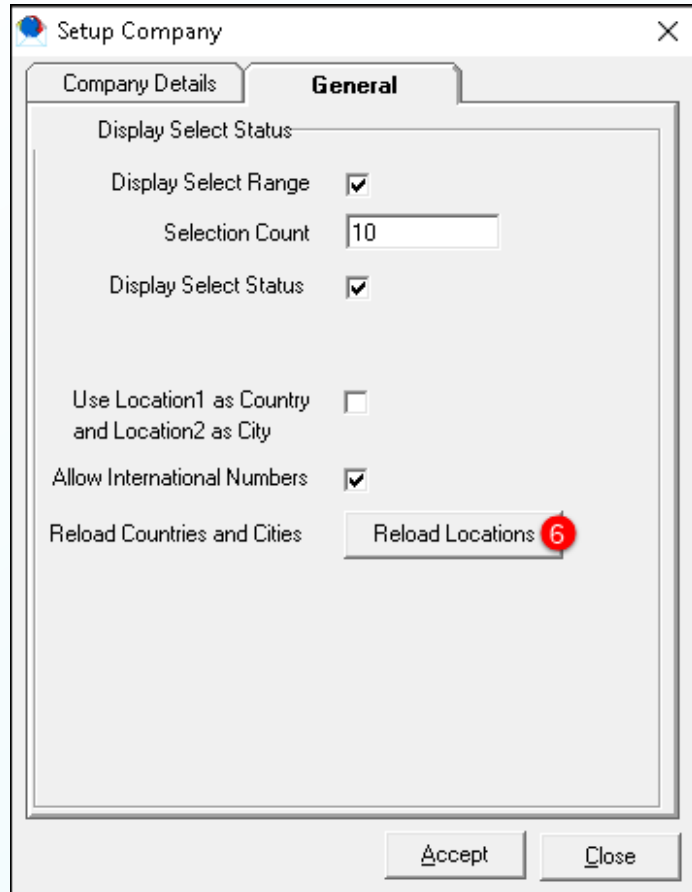 Setup Company
Company Details
General
Display Select Status
Display Select Range
Selection Count
10
Display Select Status
Use Location1 as Country
and Location2 as City
Allow International Numbers
Reload Countries and Cities
Reload Locations
6
Accept
Close